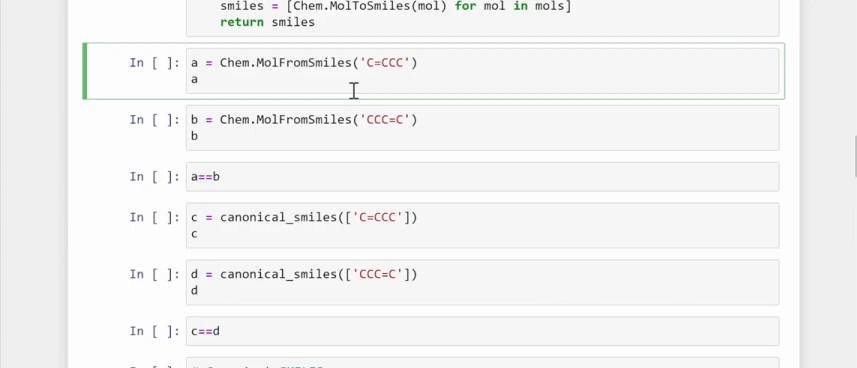 smiles = [Chem.MolToSmiles(mol) for mol in mols]
return smiles
In [ ]: a = Chem.MolFromSmiles('C=CCC')
a
In [ ]: b = Chem.MolFromSmiles('CCC=C')
b
In [ ]: a==b
In [ ]: c = canonical_smiles(['C=CCC'])
c
In [ ]: d = canonical_smiles(['CCC=C'])
d
In [ ]: c==d